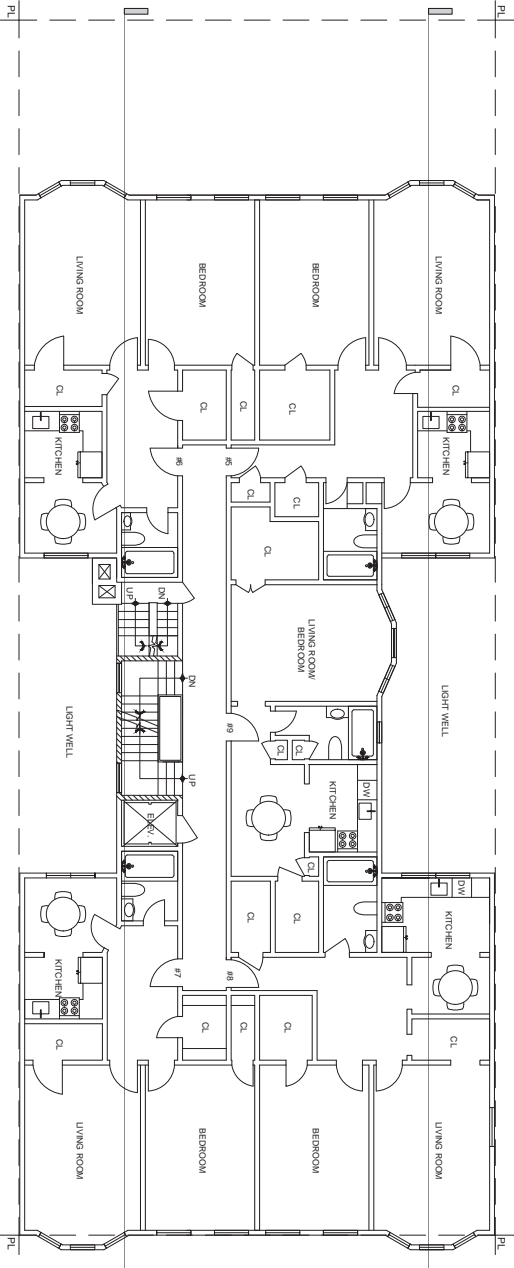 PL
PL
LIVING ROOM
BEDROOM
BEDROOM
LIVING ROOM
CL
CL
CL
CL
CL
KITCHEN
KITCHEN
#6
#5
CL
CL
CL
UP
DN
LIVING ROOM/
BEDROOM
DN
#9
LIGHT WELL
LIGHT WELL
CL
CL
UP
KITCHEN
DW
ELEV.
CL
DW
CL
CL
KITCHEN
KITCHEN
#7
#8
CL
CL
CL
CL
CL
LIVING ROOM
BEDROOM
BEDROOM
LIVING ROOM
PL
PL